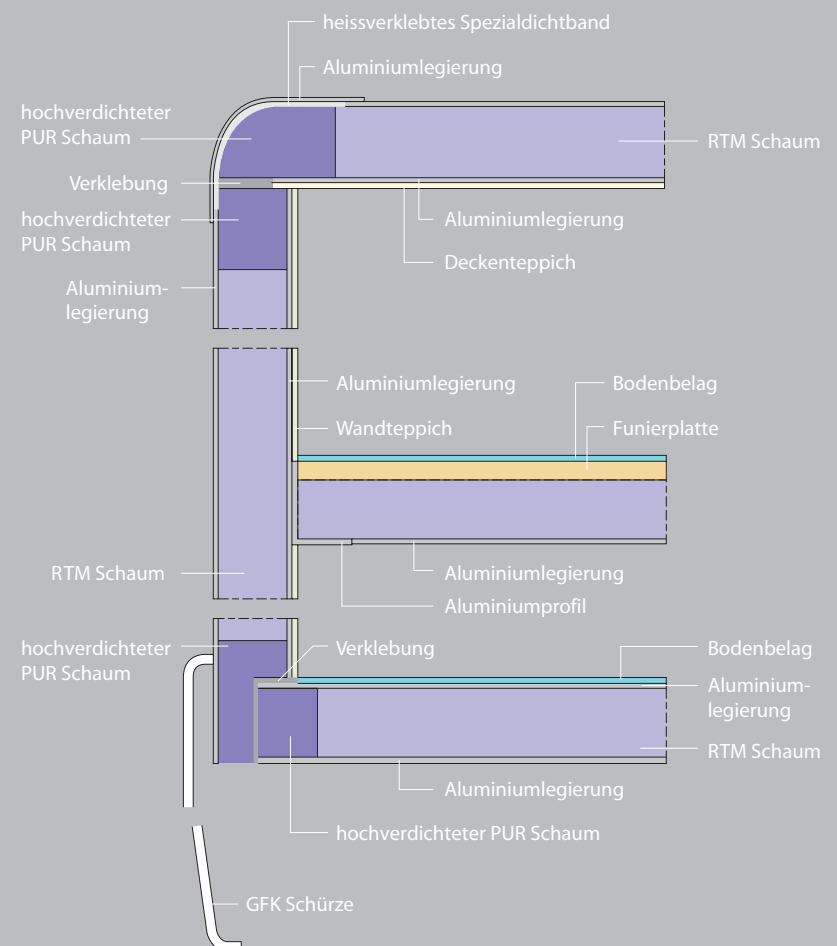 heissverklebtes Spezialdichtband
Aluminiumlegierung
hochverdichteter
PUR Schaum
RTM Schaum
Verklebung
hochverdichteter
PUR Schaum
Aluminiumlegierung
Deckenteppich
Aluminium-
legierung
Aluminiumlegierung
Bodenbelag
Wandteppich
Funierplatte
RTM Schaum
Aluminiumlegierung
Aluminiumprofil
hochverdichteter
PUR Schaum
Verklebung
Bodenbelag
Aluminium-
legierung
RTM Schaum
Aluminiumlegierung
hochverdichteter PUR Schaum
GFK Schürze